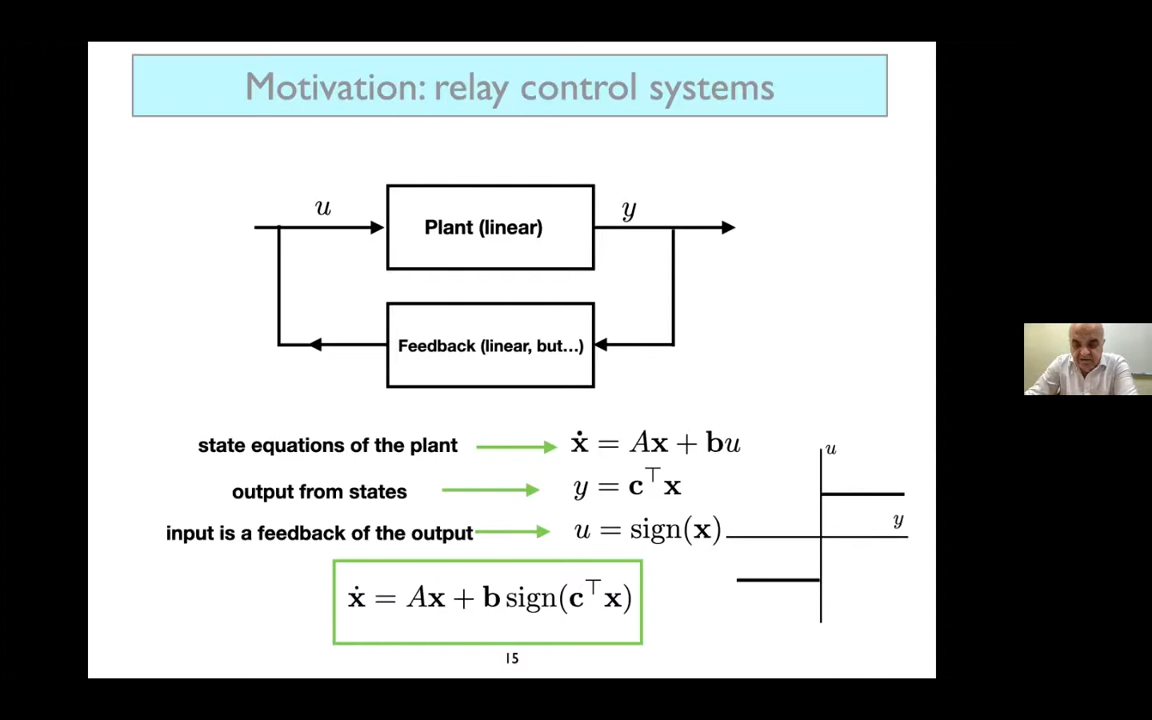 Motivation: relay control systems
u
y
Plant (linear)
Feedback (linear, but...)
state equations of the plant
ẋ = Ax + bu
output from states
y = c⊤x
input is a feedback of the output
u = sign(x)
u
y
ẋ = Ax + b sign(c⊤x)
15